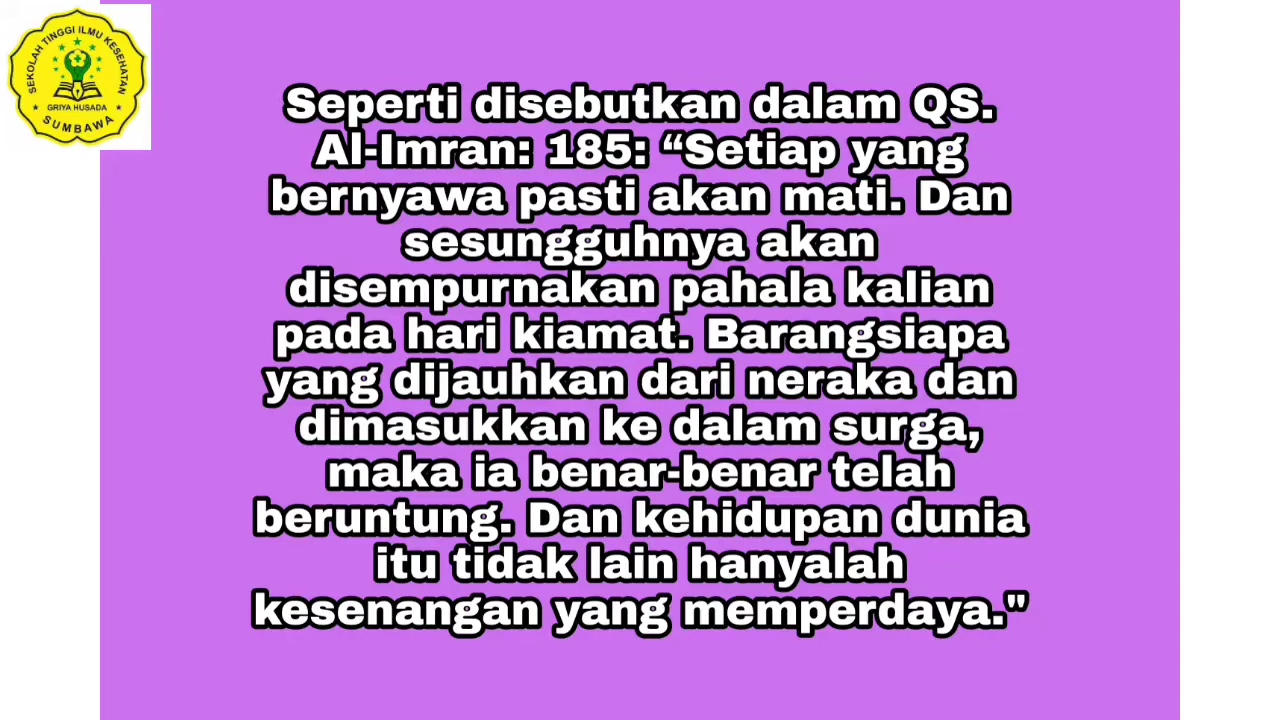 SEKOLAH TINGGI ILMU KESEHATAN
GRIYA HUSADA
SUMBAWA
Seperti disebutkan dalam QS.
Al-Imran: 185: “Setiap yang
bernyawa pasti akan mati. Dan
sesungguhnya akan
disempurnakan pahala kalian
pada hari kiamat. Barangsiapa
yang dijauhkan dari neraka dan
dimasukkan ke dalam surga,
maka ia benar-benar telah
beruntung. Dan kehidupan dunia
itu tidak lain hanyalah
kesenangan yang memperdaya."